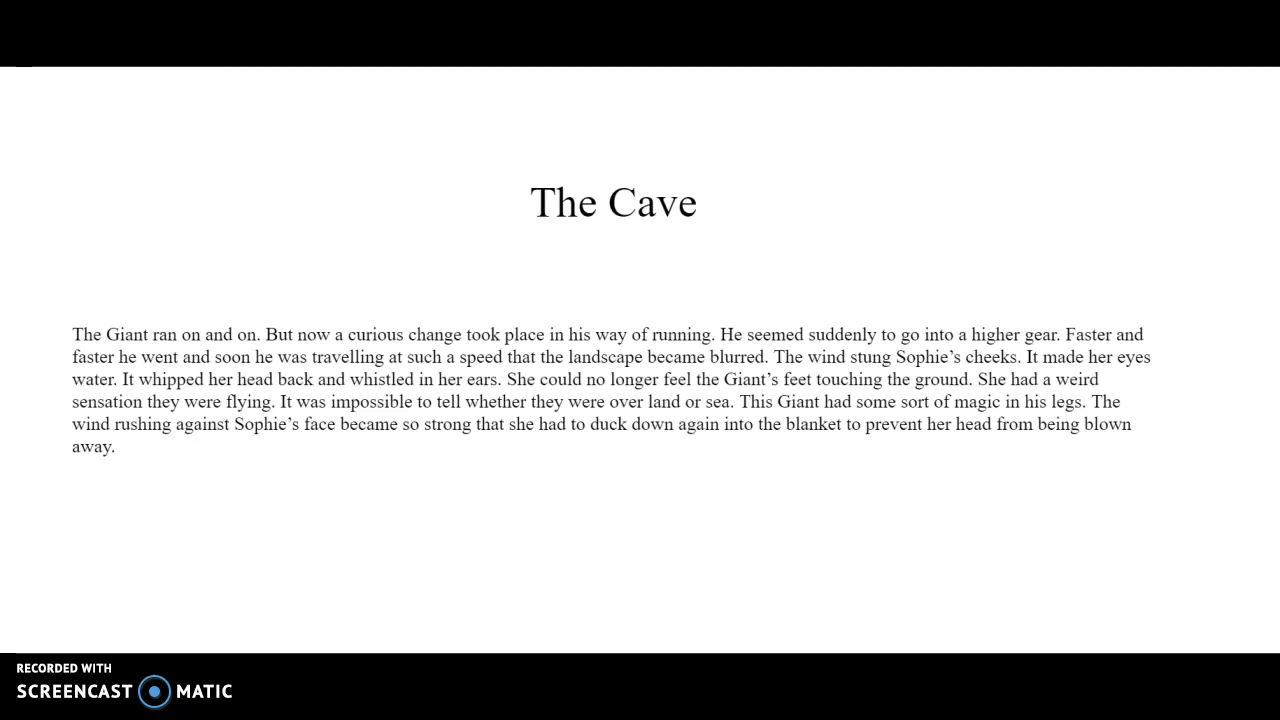 The Cave
The Giant ran on and on. But now a curious change took place in his way of running. He seemed suddenly to go into a higher gear. Faster and
faster he went and soon he was travelling at such a speed that the landscape became blurred. The wind stung Sophie’s cheeks. It made her eyes
water. It whipped her head back and whistled in her ears. She could no longer feel the Giant’s feet touching the ground. She had a weird
sensation they were flying. It was impossible to tell whether they were over land or sea. This Giant had some sort of magic in his legs. The
wind rushing against Sophie’s face became so strong that she had to duck down again into the blanket to prevent her head from being blown
away.
RECORDED WITH
SCREENCAST MATIC